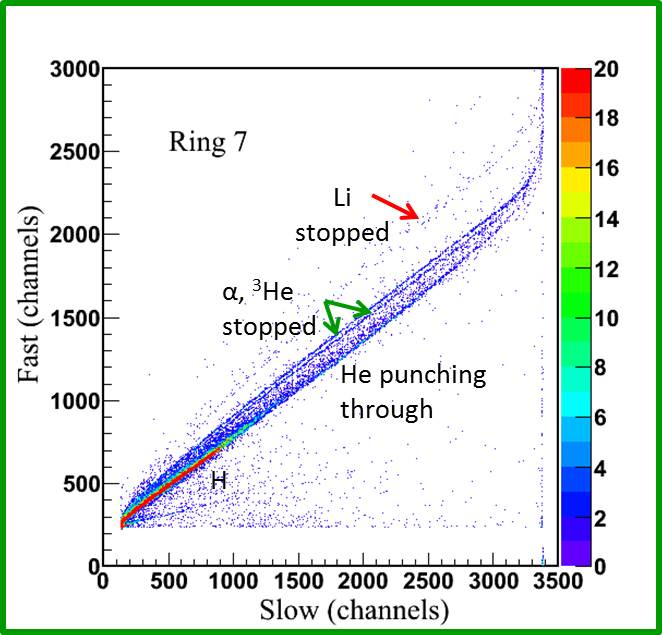 3000
2500
2000
1500
1000
500
0
Fast (channels)
Ring 7
Li
stopped
α, ³He
stopped
He punching
through
H
20
18
16
14
12
10
8
6
4
2
0
0 500 1000 1500 2000 2500 3000 3500
Slow (channels)